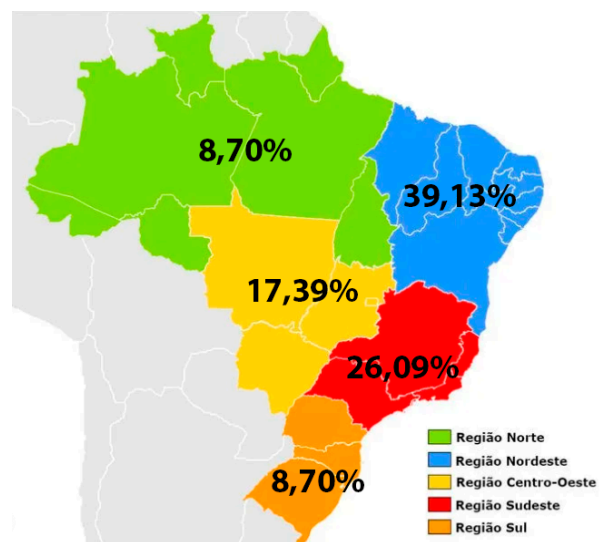 8,70%
39,13%
17,39%
26,09%
8,70%
Região Norte
Região Nordeste
Região Centro-Oeste
Região Sudeste
Região Sul